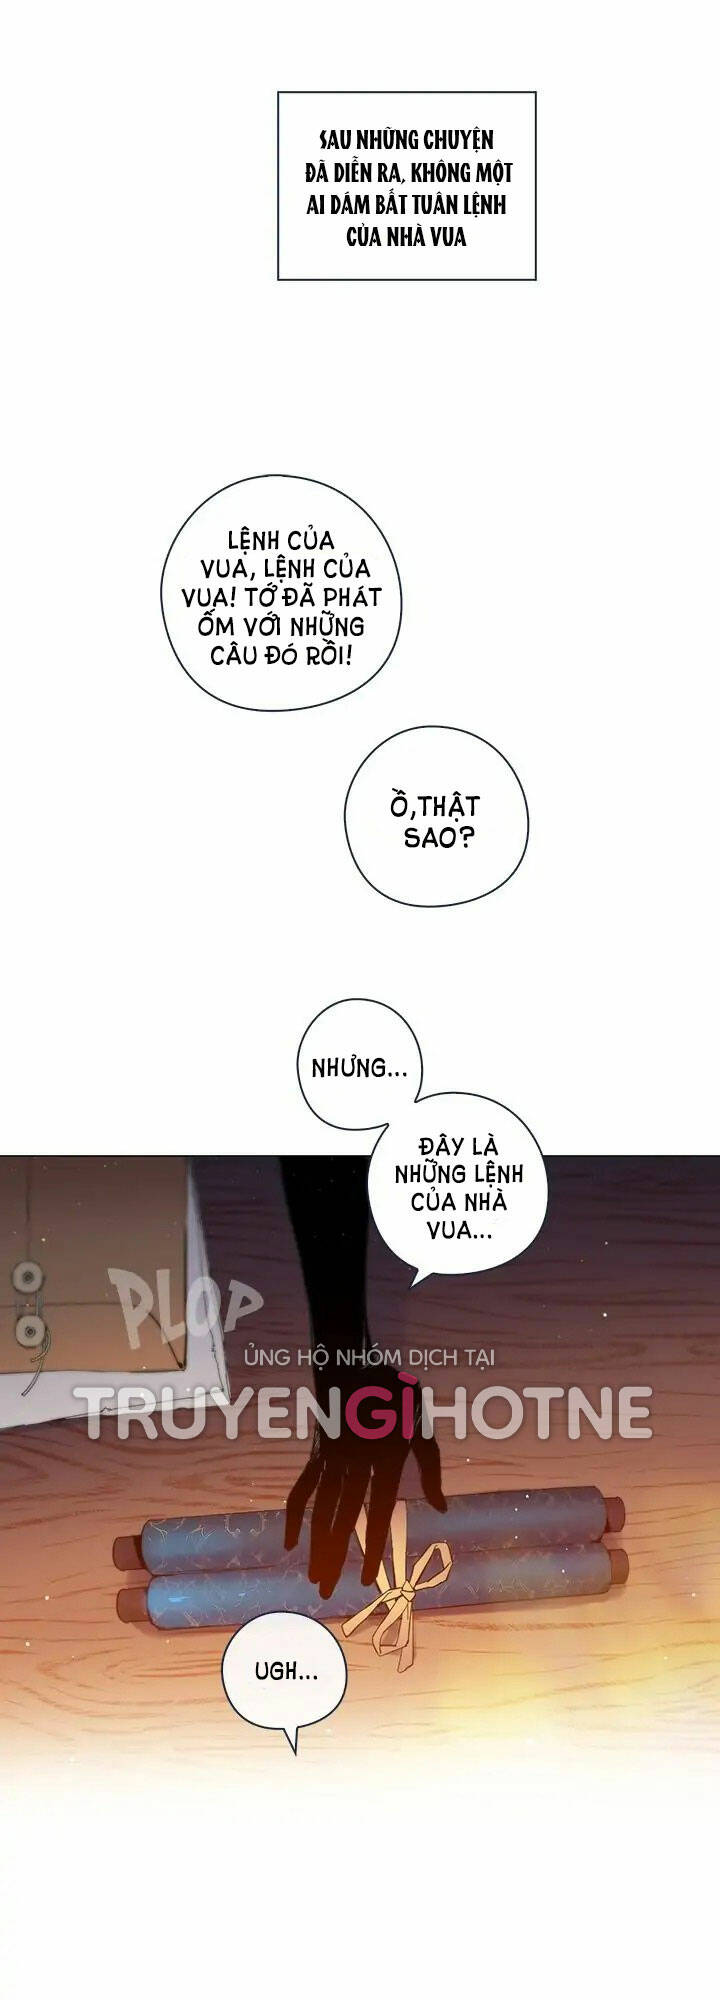 SAU NHỮNG CHUYỆN
ĐÃ DIỄN RA, KHÔNG MỘT
AI DÁM BẤT TUÂN LỆNH
CỦA NHÀ VUA
LỆNH CỦA
VUA, LỆNH CỦA
VUA! TỚ ĐÃ PHÁT
ỐM VỚI NHỮNG
CÂU ĐÓ RỒI!
Ồ,THẬT
SAO?
NHƯNG...
ĐÂY LÀ
NHỮNG LỆNH
CỦA NHÀ
VUA...
PLOP
ỦNG HỘ NHÓM DỊCH TẠI
TRUYENGÌHOTNE
UGH...